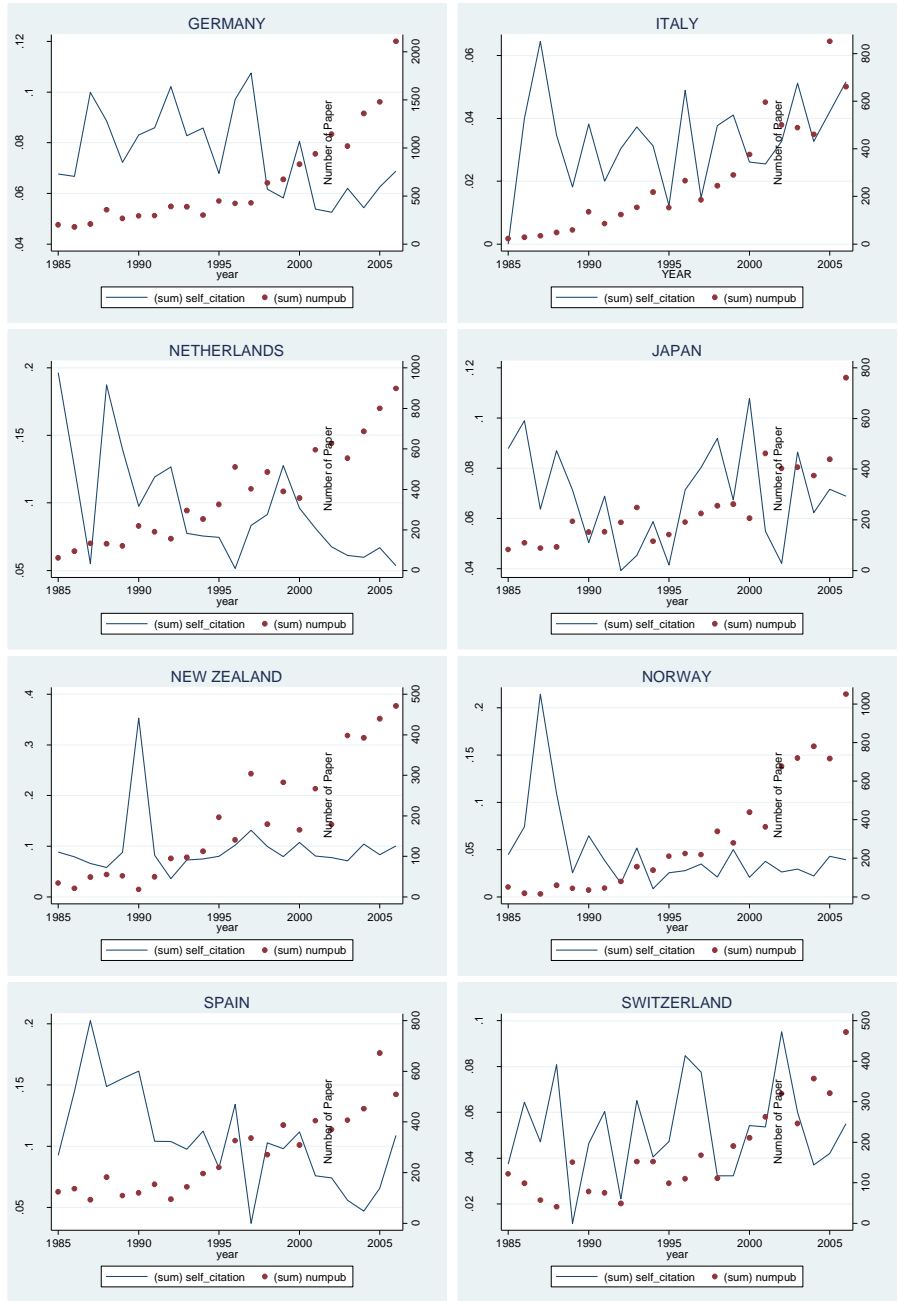 GERMANY
.12
.1
.08
.06
.04
2000
1500
1000
500
0
Number of Paper
1985 1990 1995 2000 2005
year
(sum) self_citation (sum) numpub
ITALY
.06
.04
.02
0
800
600
400
200
0
Number of Paper
1985 1990 1995 2000 2005
YEAR
(sum) self_citation (sum) numpub
NETHERLANDS
.2
.15
.1
.05
1000
800
600
400
200
0
Number of Paper
1985 1990 1995 2000 2005
year
(sum) self_citation (sum) numpub
JAPAN
.12
.1
.08
.06
.04
800
600
400
200
0
Number of Paper
1985 1990 1995 2000 2005
year
(sum) self_citation (sum) numpub
NEW ZEALAND
.4
.3
.2
.1
0
500
400
300
200
100
0
Number of Paper
1985 1990 1995 2000 2005
year
(sum) self_citation (sum) numpub
NORWAY
.2
.15
.1
.05
0
1000
800
600
400
200
0
Number of Paper
1985 1990 1995 2000 2005
year
(sum) self_citation (sum) numpub
SPAIN
.2
.15
.1
.05
800
600
400
200
0
Number of Paper
1985 1990 1995 2000 2005
year
(sum) self_citation (sum) numpub
SWITZERLAND
.1
.08
.06
.04
.02
500
400
300
200
100
0
Number of Paper
1985 1990 1995 2000 2005
year
(sum) self_citation (sum) numpub